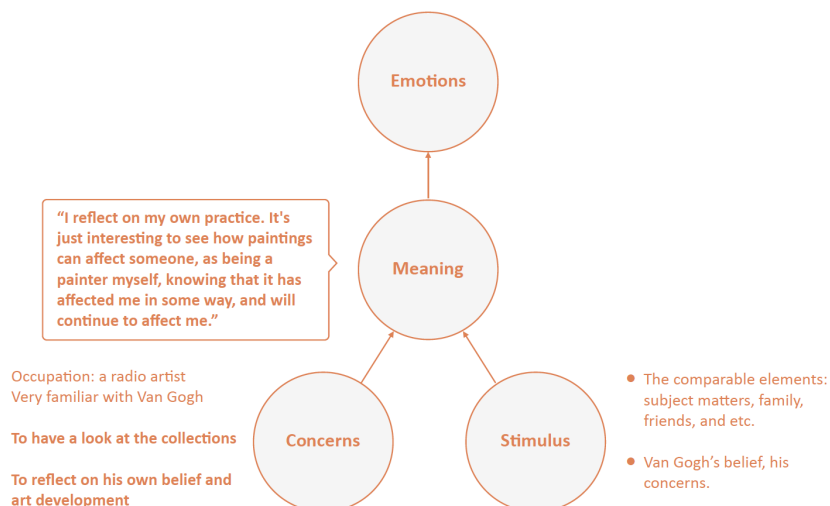 Emotions
“I reflect on my own practice. It's
just interesting to see how paintings
can affect someone, as being a
painter myself, knowing that it has
affected me in some way, and will
continue to affect me.”
Meaning
Occupation: a radio artist
Very familiar with Van Gogh
To have a look at the collections
To reflect on his own belief and
art development
Concerns
Stimulus
• The comparable elements:
subject matters, family,
friends, and etc.
• Van Gogh’s belief, his
concerns.